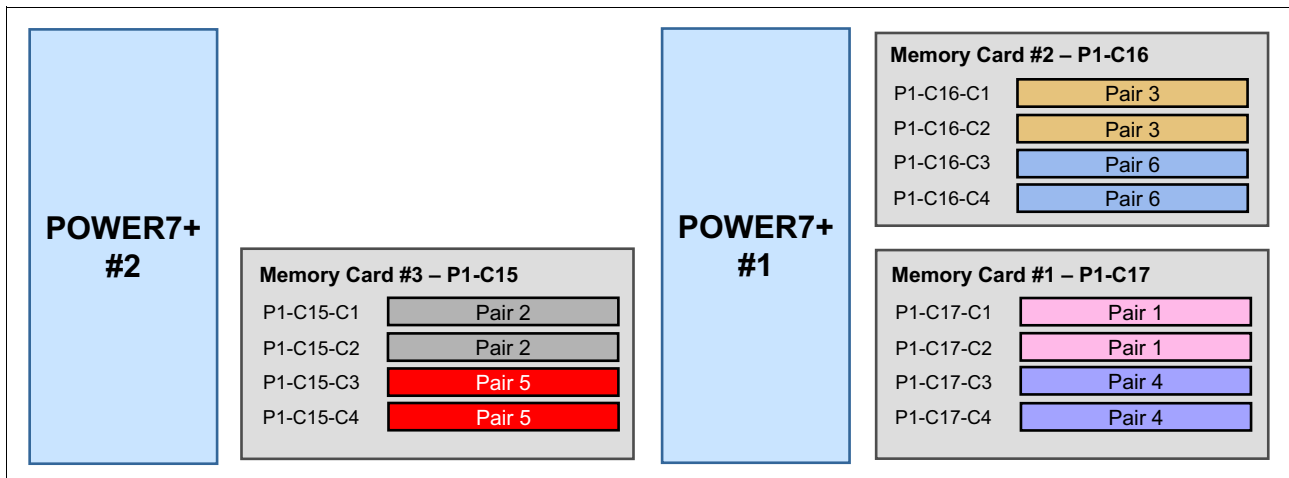 POWER7+
#2
Memory Card #3 – P1-C15
P1-C15-C1 Pair 2
P1-C15-C2 Pair 2
P1-C15-C3 Pair 5
P1-C15-C4 Pair 5
POWER7+
#1
Memory Card #2 – P1-C16
P1-C16-C1 Pair 3
P1-C16-C2 Pair 3
P1-C16-C3 Pair 6
P1-C16-C4 Pair 6
Memory Card #1 – P1-C17
P1-C17-C1 Pair 1
P1-C17-C2 Pair 1
P1-C17-C3 Pair 4
P1-C17-C4 Pair 4